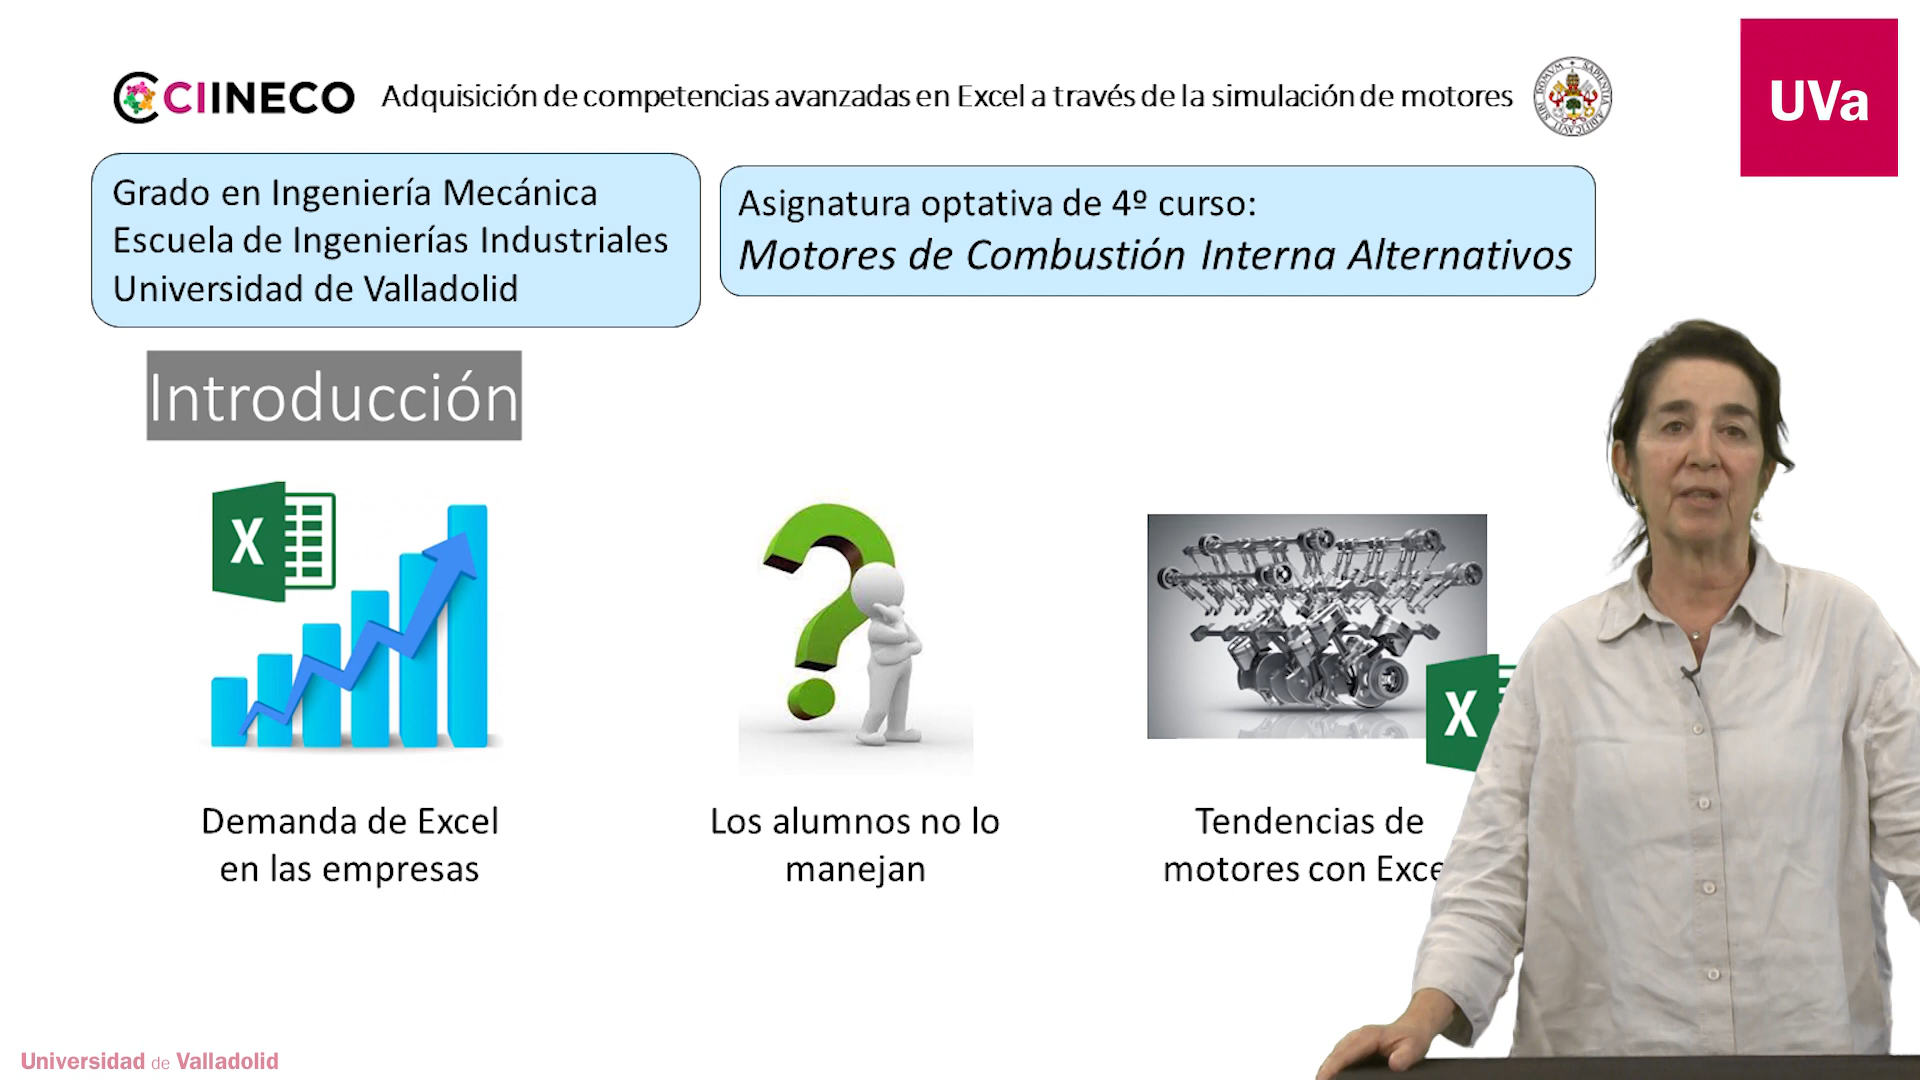 CIINECO
Adquisición de competencias avanzadas en Excel a través de la simulación de motores
UVa
Grado en Ingeniería Mecánica
Escuela de Ingenierías Industriales
Universidad de Valladolid
Asignatura optativa de 4º curso:
Motores de Combustión Interna Alternativos
Introducción
X
X
Demanda de Excel
en las empresas
Los alumnos no lo
manejan
Tendencias de
motores con Exce
Universidad de Valladolid